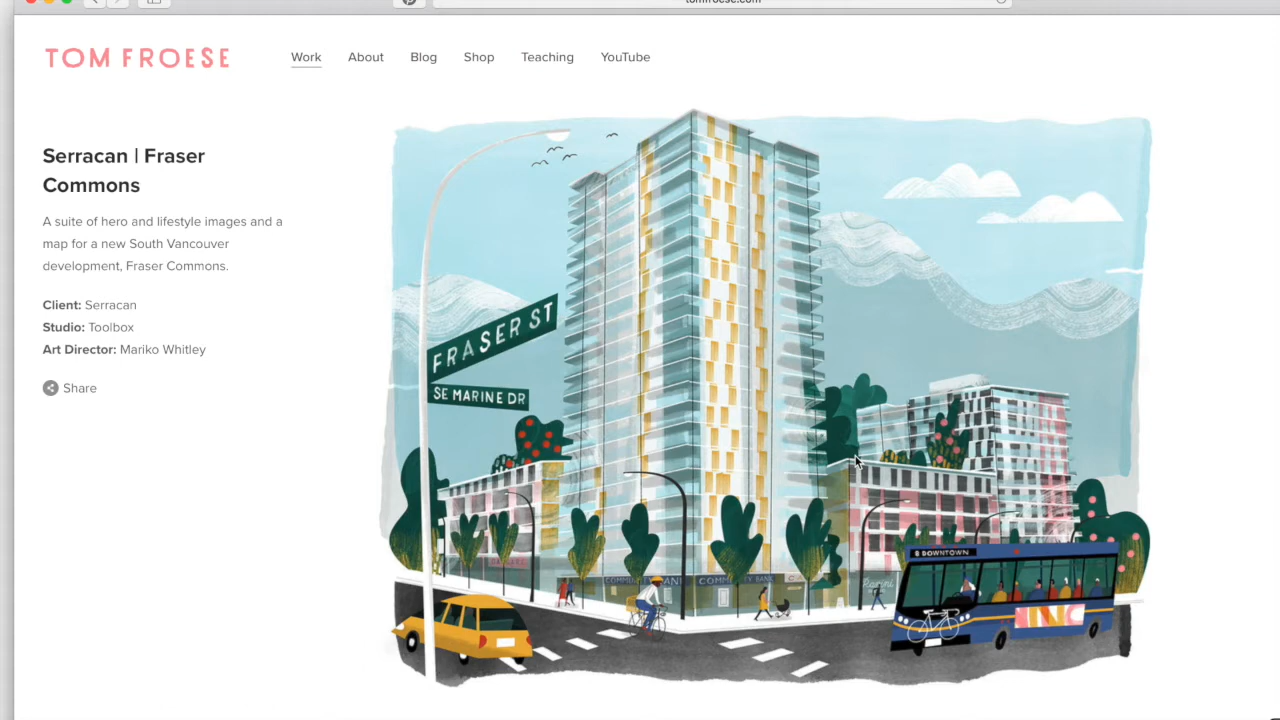 TOM FROESE
Work About Blog Shop Teaching YouTube
Serracan | Fraser
Commons
A suite of hero and lifestyle images and a
map for a new South Vancouver
development, Fraser Commons.
Client: Serracan
Studio: Toolbox
Art Director: Mariko Whitley
Share
FRASER ST
SE MARINE DR
8 DOWNTOWN
COMMUNITY BANK